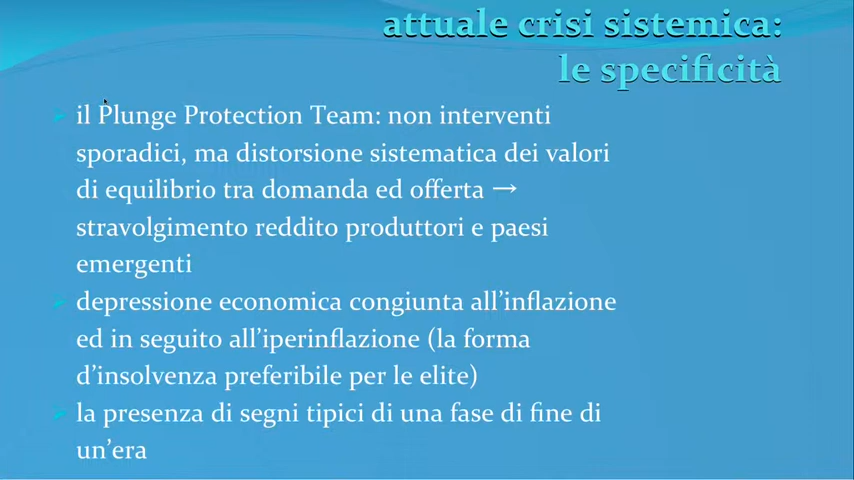 attuale crisi sistemica:
le specificità
il Plunge Protection Team: non interventi
sporadici, ma distorsione sistematica dei valori
di equilibrio tra domanda ed offerta →
stravolgimento reddito produttori e paesi
emergenti
depressione economica congiunta all’inflazione
ed in seguito all’iperinflazione (la forma
d’insolvenza preferibile per le elite)
la presenza di segni tipici di una fase di fine di
un’era